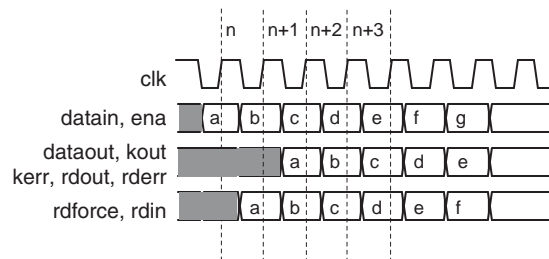 n n+1 n+2 n+3
clk
datain, ena a b c d e f g
dataout, kout
kerr, rdout, rderr a b c d e
rdforce, rdin a b c d e f